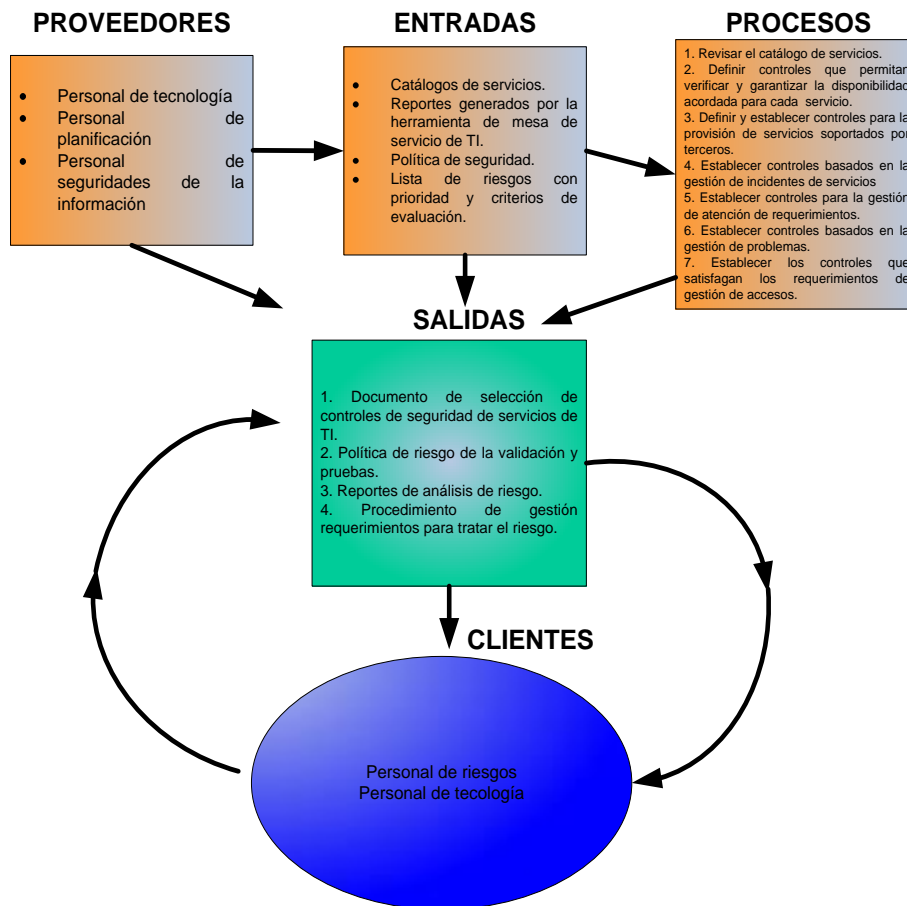 PROVEEDORES
• Personal de tecnología
• Personal de
planificación
• Personal de
seguridades de la
información
ENTRADAS
• Catálogos de servicios.
• Reportes generados por la
herramienta de mesa de
servicio de TI.
• Política de seguridad.
• Lista de riesgos con
prioridad y criterios de
evaluación.
PROCESOS
1. Revisar el catálogo de servicios.
2. Definir controles que permitan
verificar y garantizar la disponibilidad
acordada para cada servicio.
3. Definir y establecer controles para la
provisión de servicios soportados por
terceros.
4. Establecer controles basados en la
gestión de incidentes de servicios
5. Establecer controles para la gestión
de atención de requerimientos.
6. Establecer controles basados en la
gestión de problemas.
7. Establecer los controles que
satisfagan los requerimientos de
gestión de accesos.
SALIDAS
1. Documento de selección de
controles de seguridad de servicios de
TI.
2. Política de riesgo de la validación y
pruebas.
3. Reportes de análisis de riesgo.
4. Procedimiento de gestión
requerimientos para tratar el riesgo.
CLIENTES
Personal de riesgos
Personal de tecología